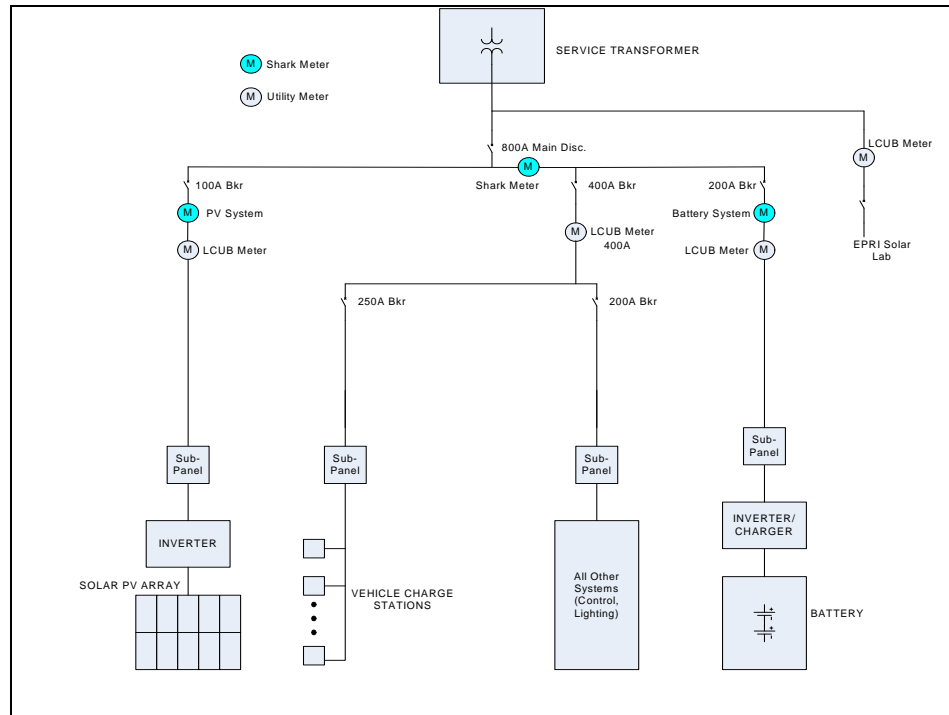 SERVICE TRANSFORMER
M Shark Meter
M Utility Meter
LCUB Meter
M
800A Main Disc.
M
Shark Meter
100A Bkr
400A Bkr
200A Bkr
M PV System
Battery System M
M LCUB Meter
M LCUB Meter
400A
LCUB Meter M
EPRI Solar
Lab
250A Bkr
200A Bkr
Sub-
Panel
Sub-
Panel
Sub-
Panel
Sub-
Panel
INVERTER
INVERTER/
CHARGER
SOLAR PV ARRAY
VEHICLE CHARGE
STATIONS
All Other
Systems
(Control,
Lighting)
BATTERY
+
+